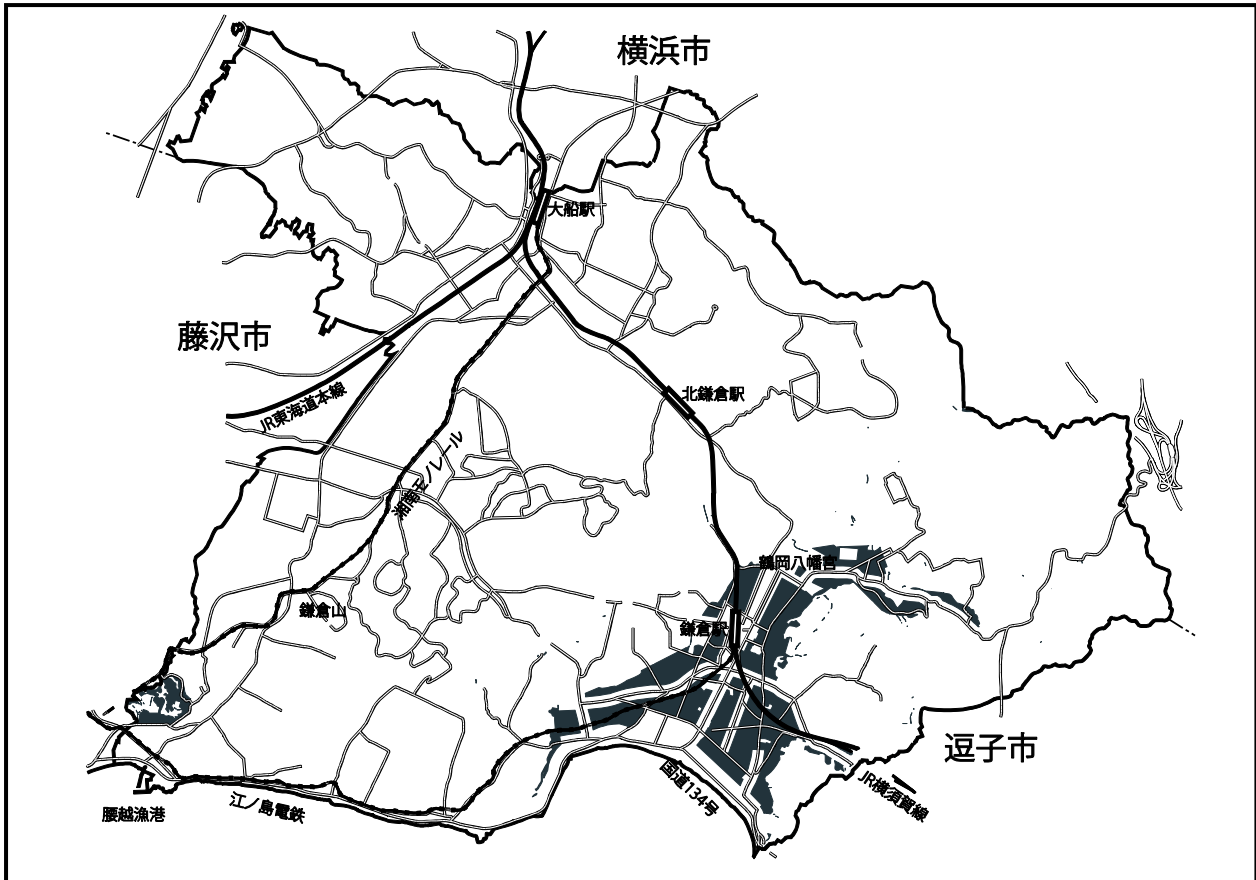 横浜市
大船駅
藤沢市
JR東海道本線
北鎌倉駅
湘南モノレール
鶴岡八幡宮
鎌倉山
鎌倉駅
逗子市
国道134号
JR横須賀線
腰越漁港
江ノ島電鉄